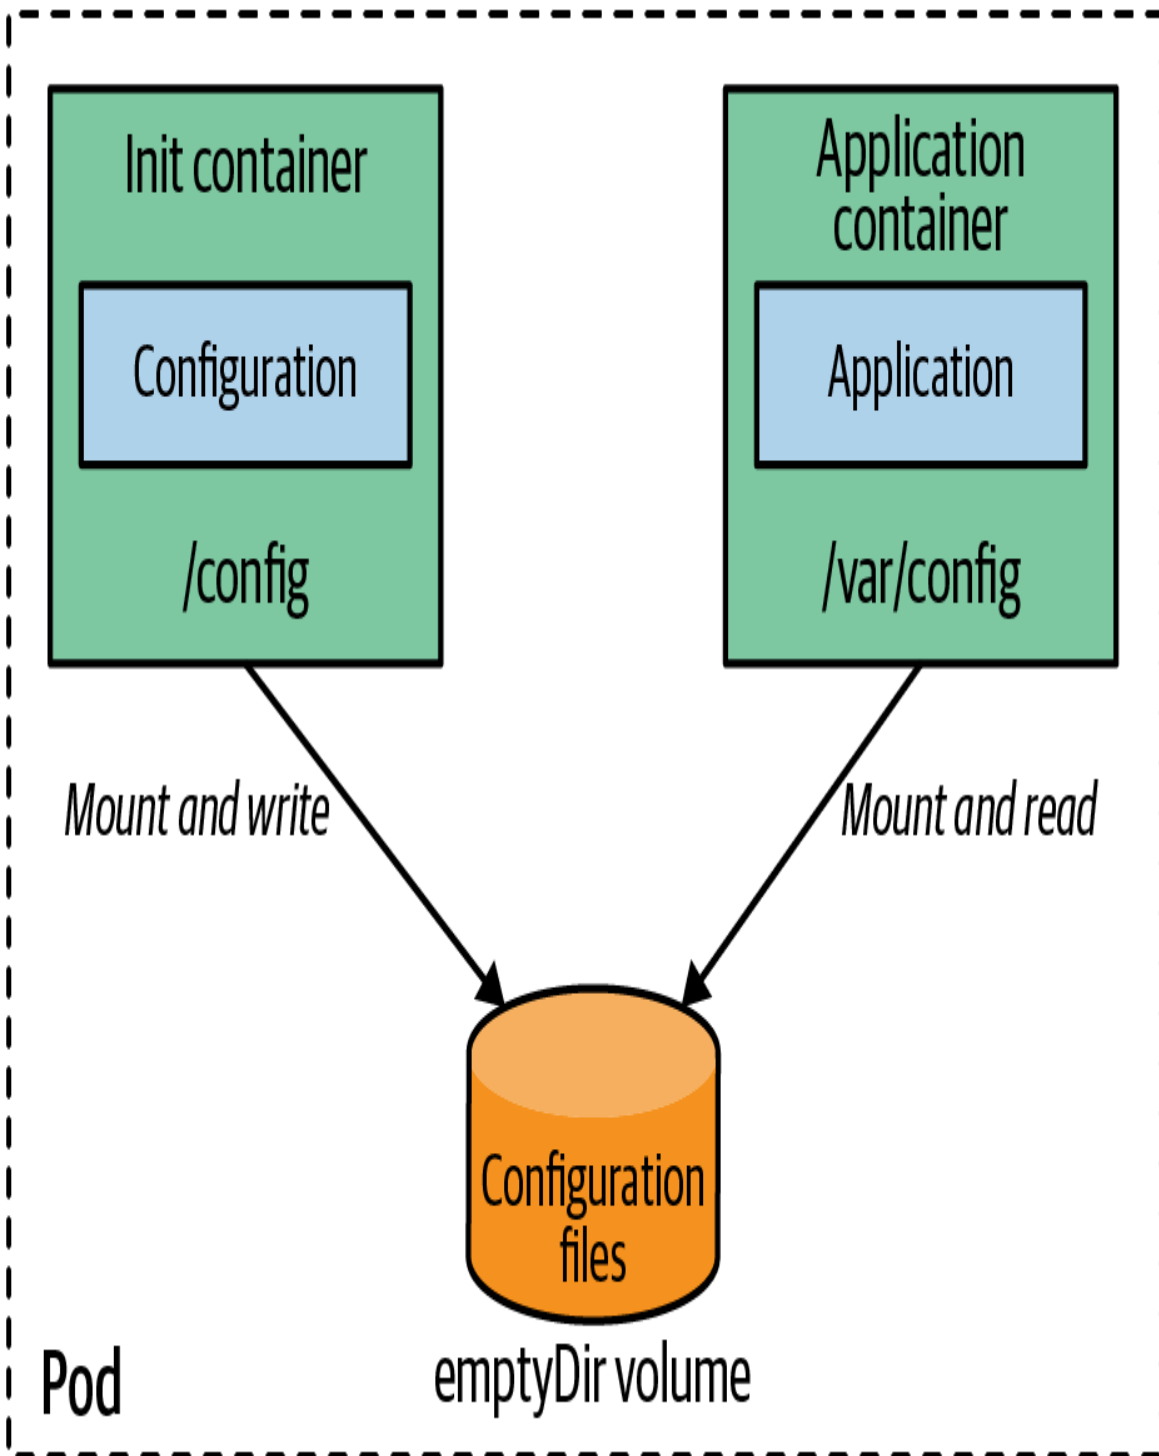 Init container
Configuration
/config
Application
container
Application
/var/config
Mount and write
Mount and read
Configuration
files
emptyDir volume
Pod